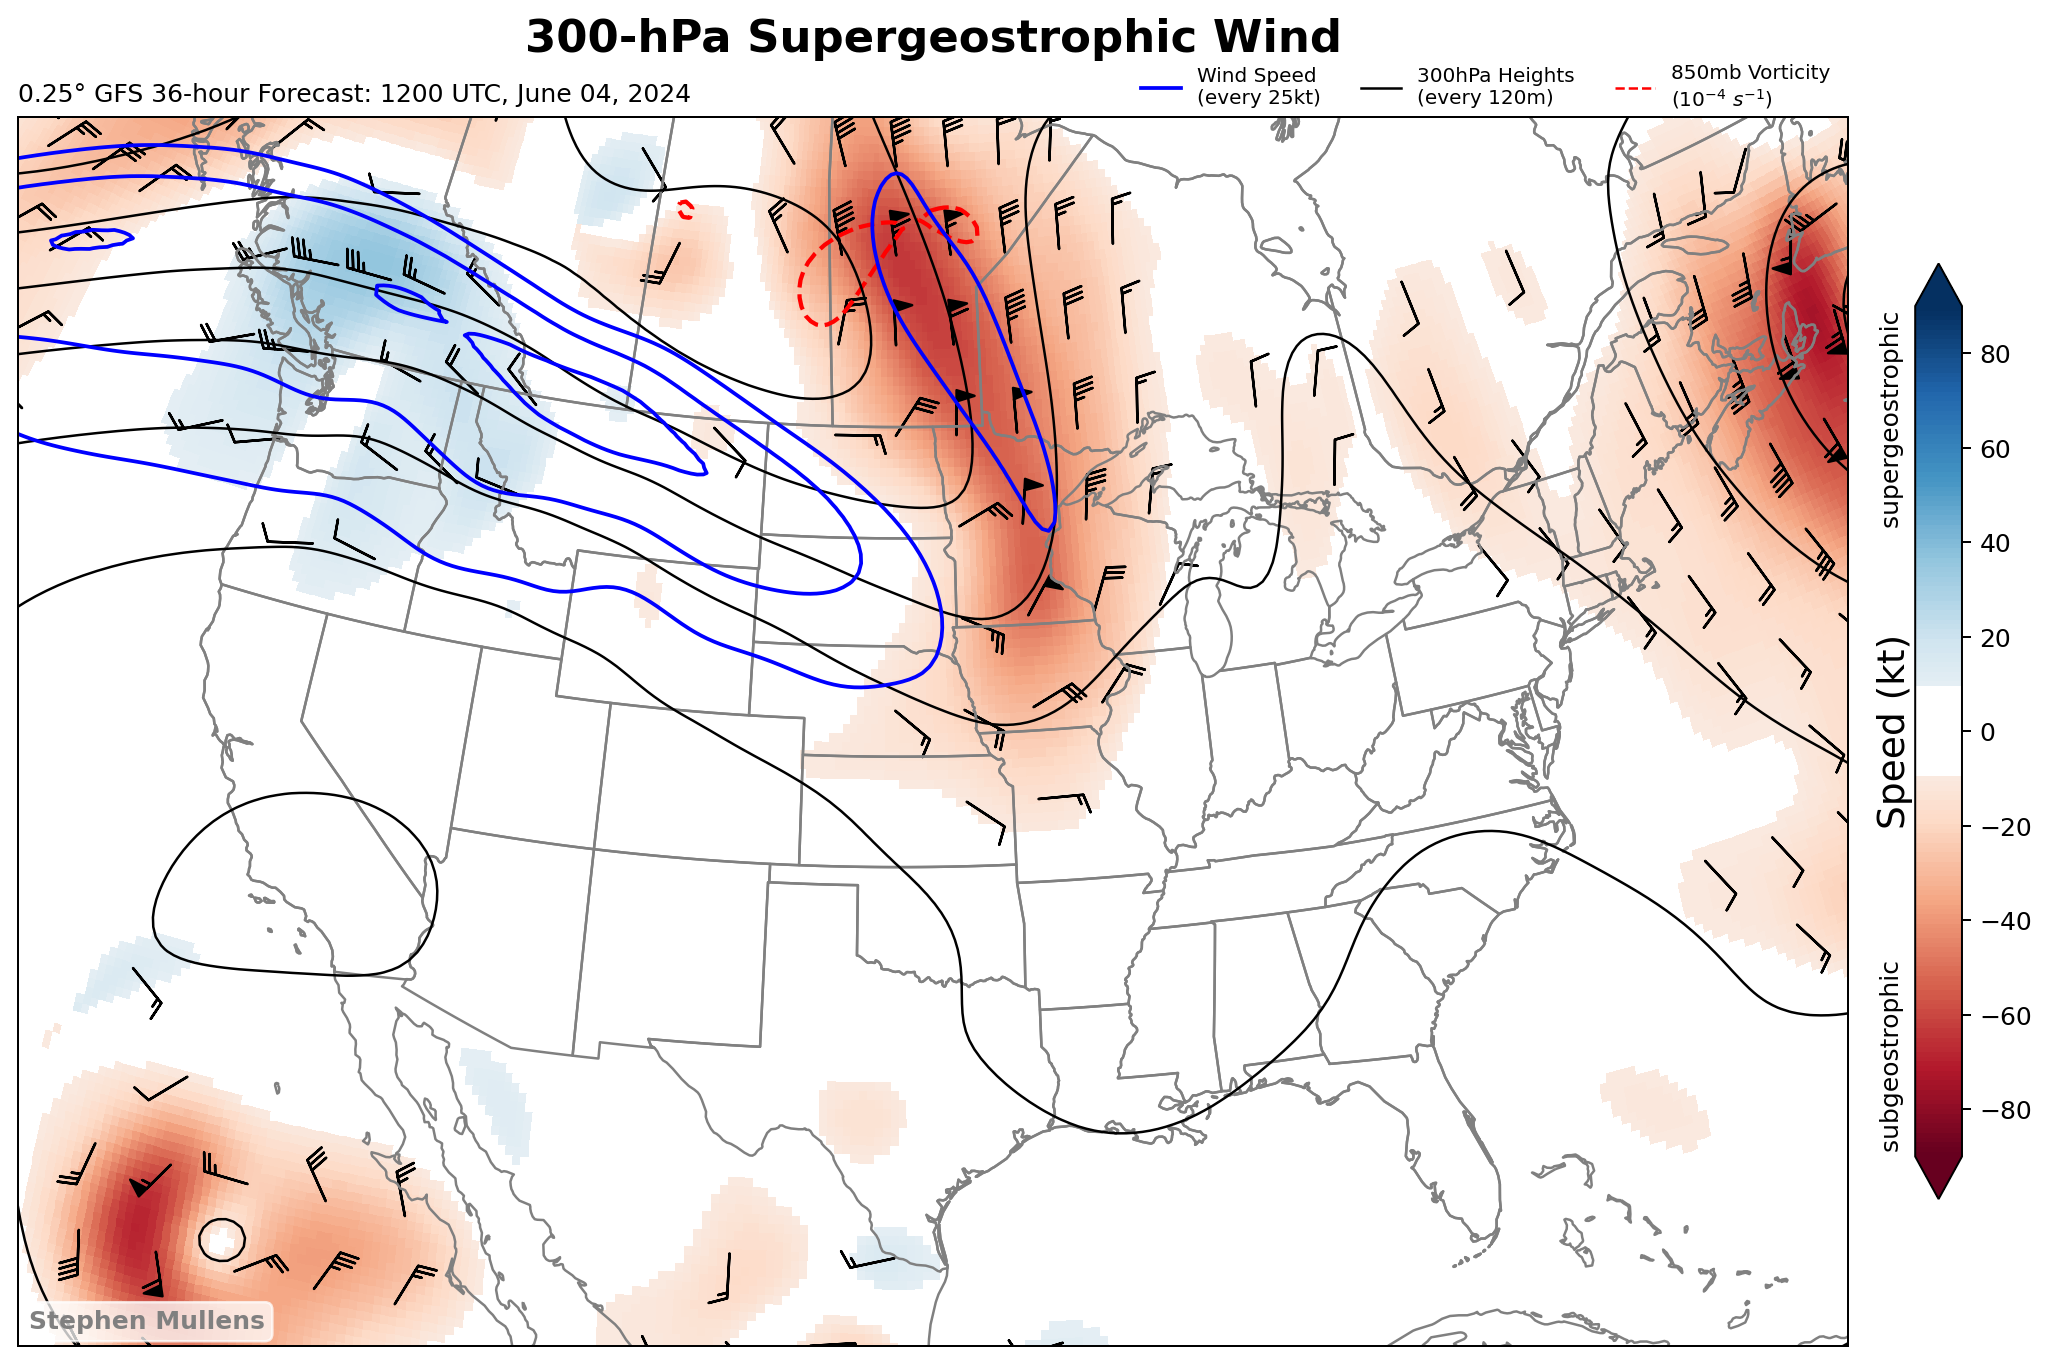 300-hPa Supergeostrophic Wind
0.25° GFS 36-hour Forecast: 1200 UTC, June 04, 2024
Wind Speed
(every 25kt)
300hPa Heights
(every 120m)
850mb Vorticity
(10⁻⁴ s⁻¹)
supergeostrophic
Speed (kt)
subgeostrophic
80
60
40
20
0
−20
−40
−60
−80
Stephen Mullens